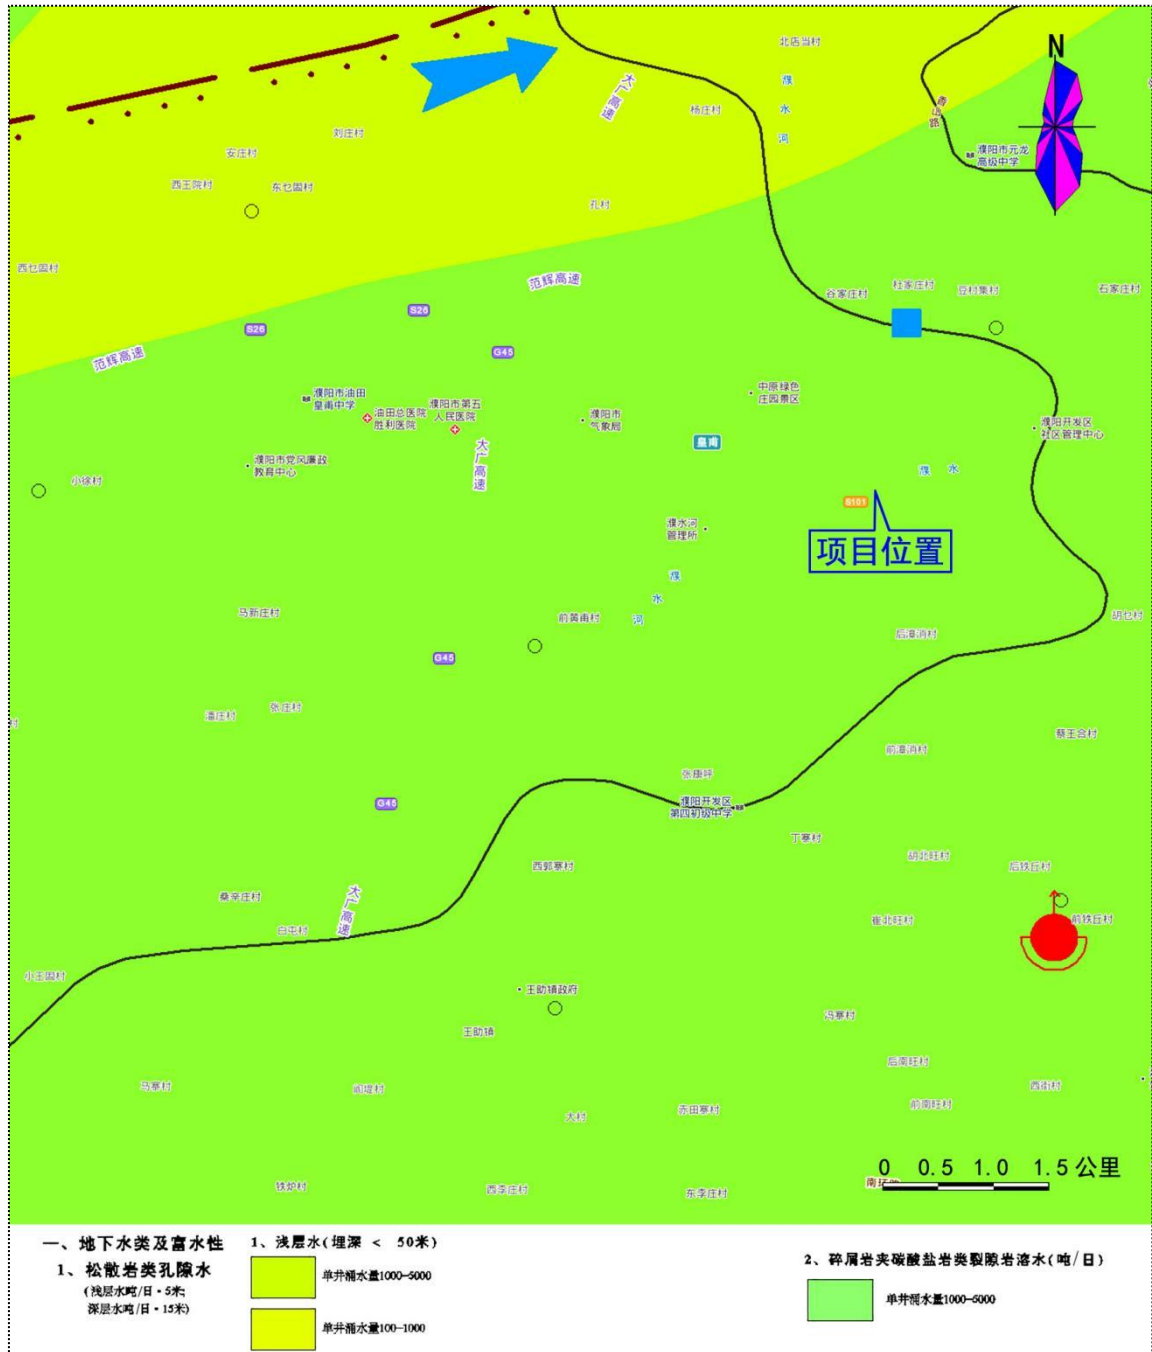 北店当村
濮
水
河
N
大
广
高
速
杨庄村
香
山
路
濮阳市元龙
高级中学
刘庄村
安庄村
西王院村
东乜固村
孔村
西乜固村
范辉高速
谷家庄村
杜家庄村
豆村集村
石家庄村
S26
S26
G45
范辉高速
濮阳市油田
皇甫中学
油田总医院
胜利医院
濮阳市第五
人民医院
濮阳市
气象局
中原绿色
庄园景区
皇甫
濮阳开发区
社区管理中心
大
广
高
速
濮阳市党风廉政
教育中心
小徐村
濮 水
S101
项目位置
濮水河
管理所
濮
水
河
马新庄村
前黄甫村
后漳消村
胡乜村
G45
潘庄村
张庄村
村
蔡王合村
前漳消村
张康呼
濮阳开发区
第四初级中学
G45
丁寨村
西郭寨村
胡北旺村
后铁丘村
桑亲庄村
大
广
高
速
白屯村
崔北旺村
前铁丘村
小王固村
王助镇政府
王助镇
冯寨村
后南旺村
马寨村
闾堤村
西街村
大村
赤田寨村
前南旺村
0 0.5 1.0 1.5 公里
铁炉村
西李庄村
东李庄村
南环
一、地下水类及富水性
1、松散岩类孔隙水
(浅层水吨/日·5米;
深层水吨/日·15米)
1、浅层水(埋深 < 50米)
单井涌水量1000-5000
单井涌水量100-1000
2、碎屑岩夹碳酸盐岩类裂隙岩溶水(吨/日)
单井涌水量1000-5000